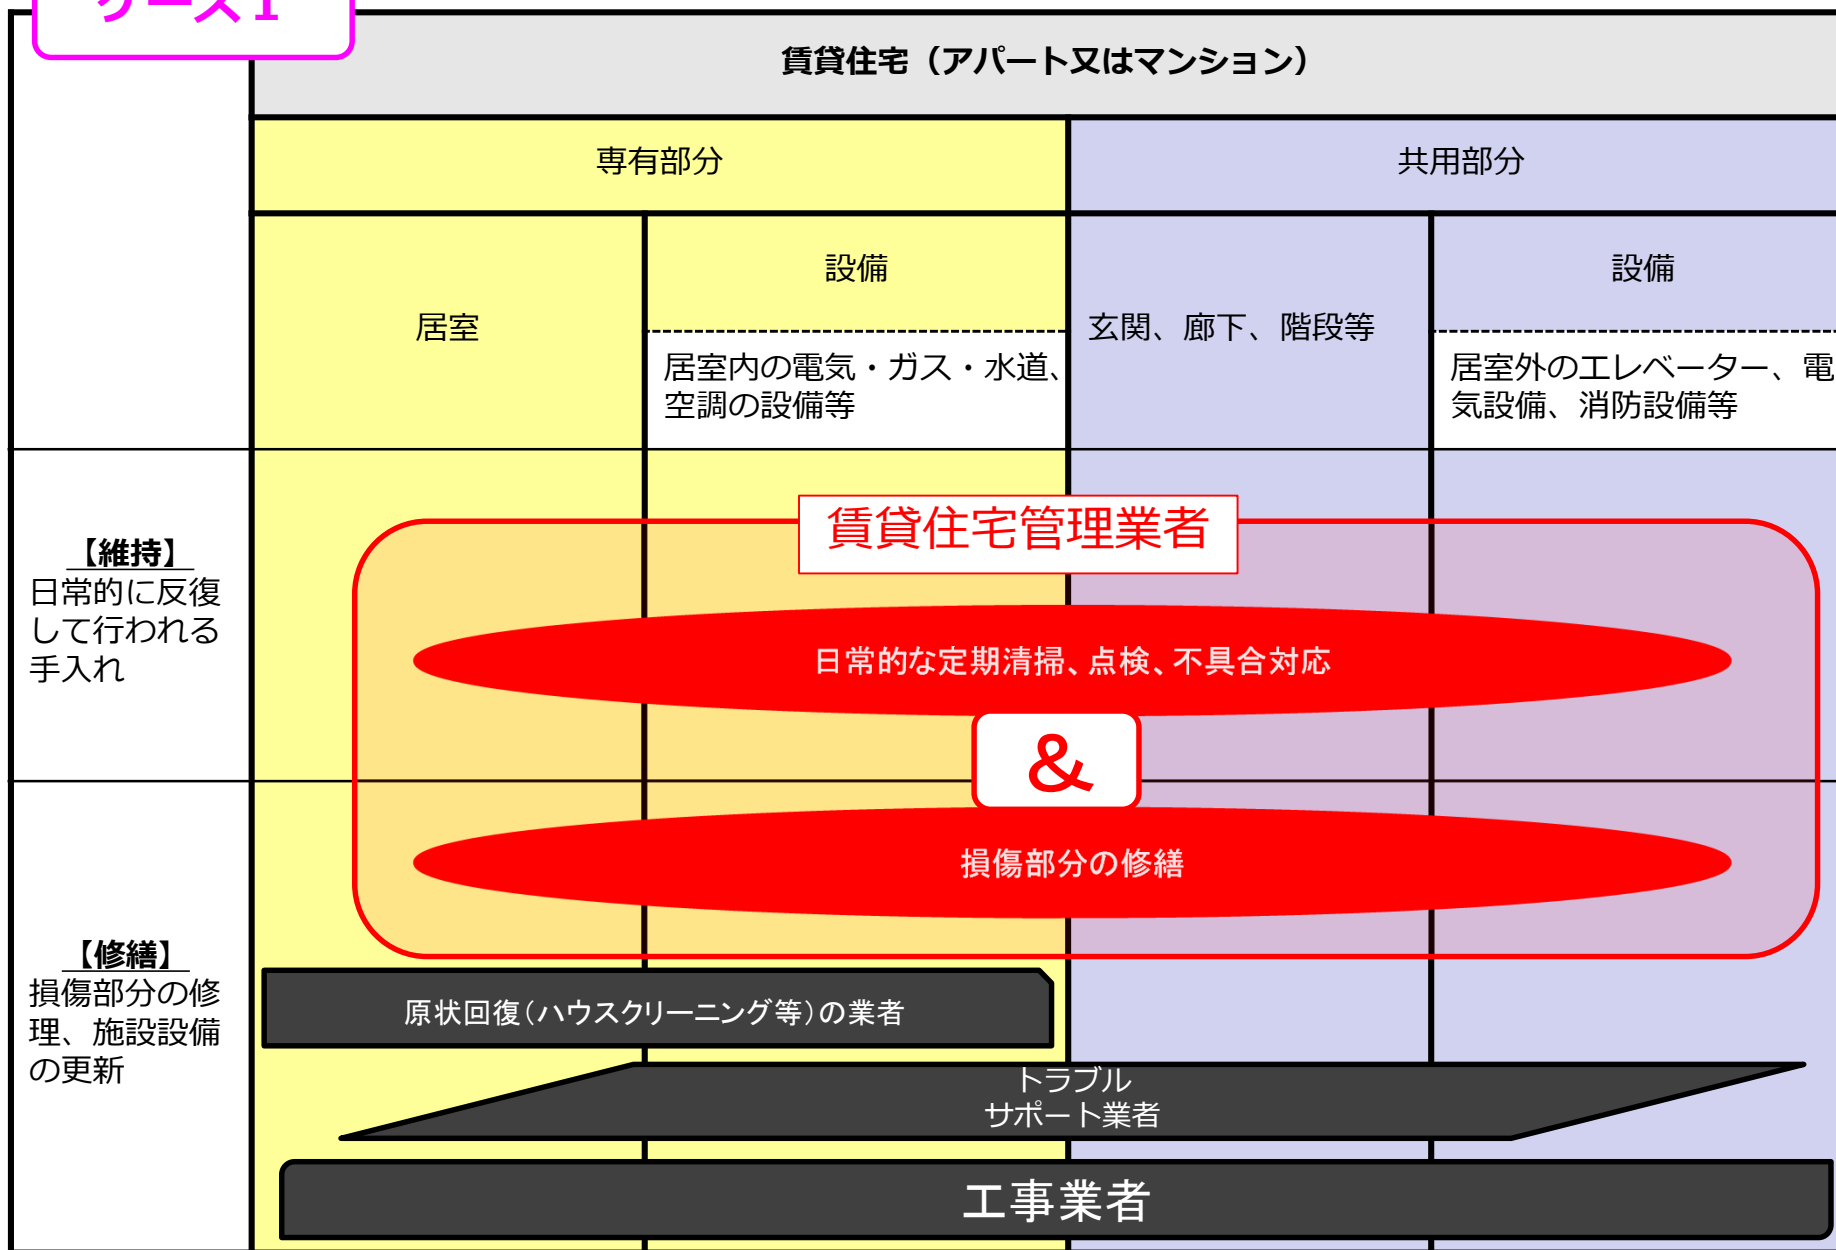 ケース１
賃貸住宅（アパート又はマンション）
専有部分
共用部分
居室
設備
居室内の電気・ガス・水道、
空調の設備等
玄関、廊下、階段等
設備
居室外のエレベーター、電
気設備、消防設備等
【維持】
日常的に反復
して行われる
手入れ
賃貸住宅管理業者
日常的な定期清掃、点検、不具合対応
＆
損傷部分の修繕
【修繕】
損傷部分の修
理、施設設備
の更新
原状回復（ハウスクリーニング等）の業者
トラブル
サポート業者
工事業者